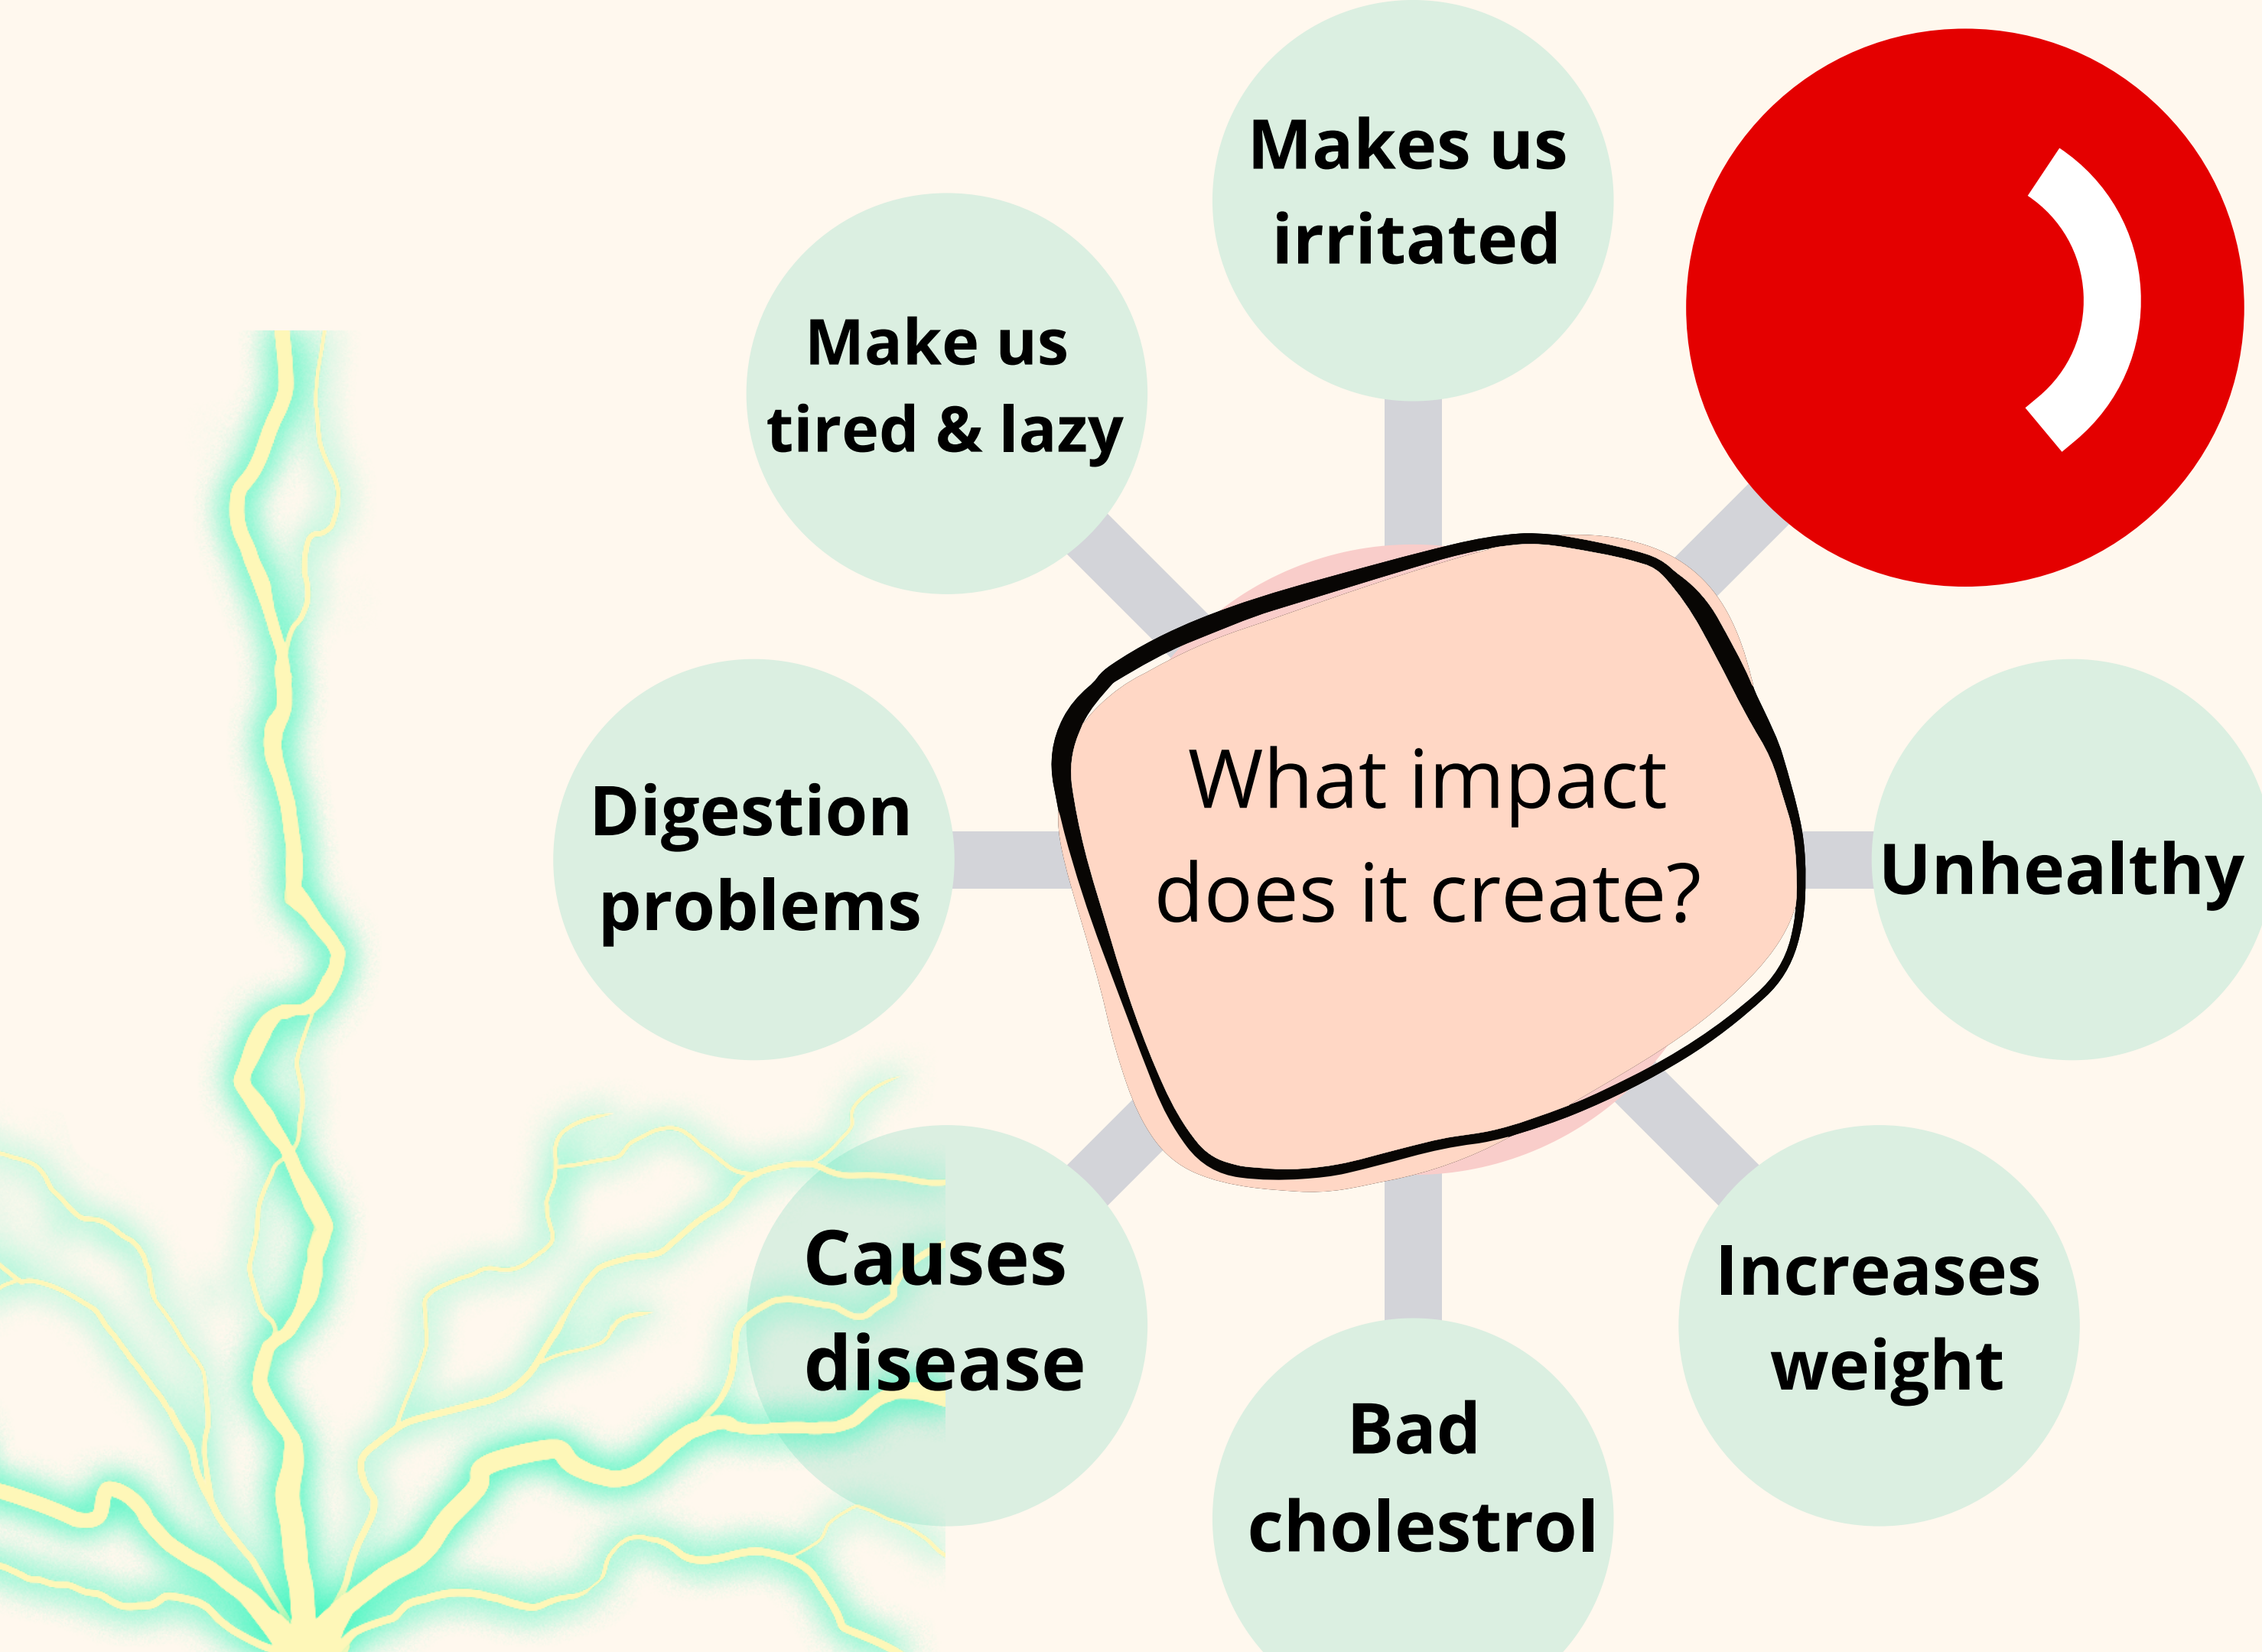 Makes us
irritated
Make us
tired & lazy
What impact
does it create?
Digestion
problems
Unhealthy
Causes
disease
Increases
weight
Bad
cholestrol